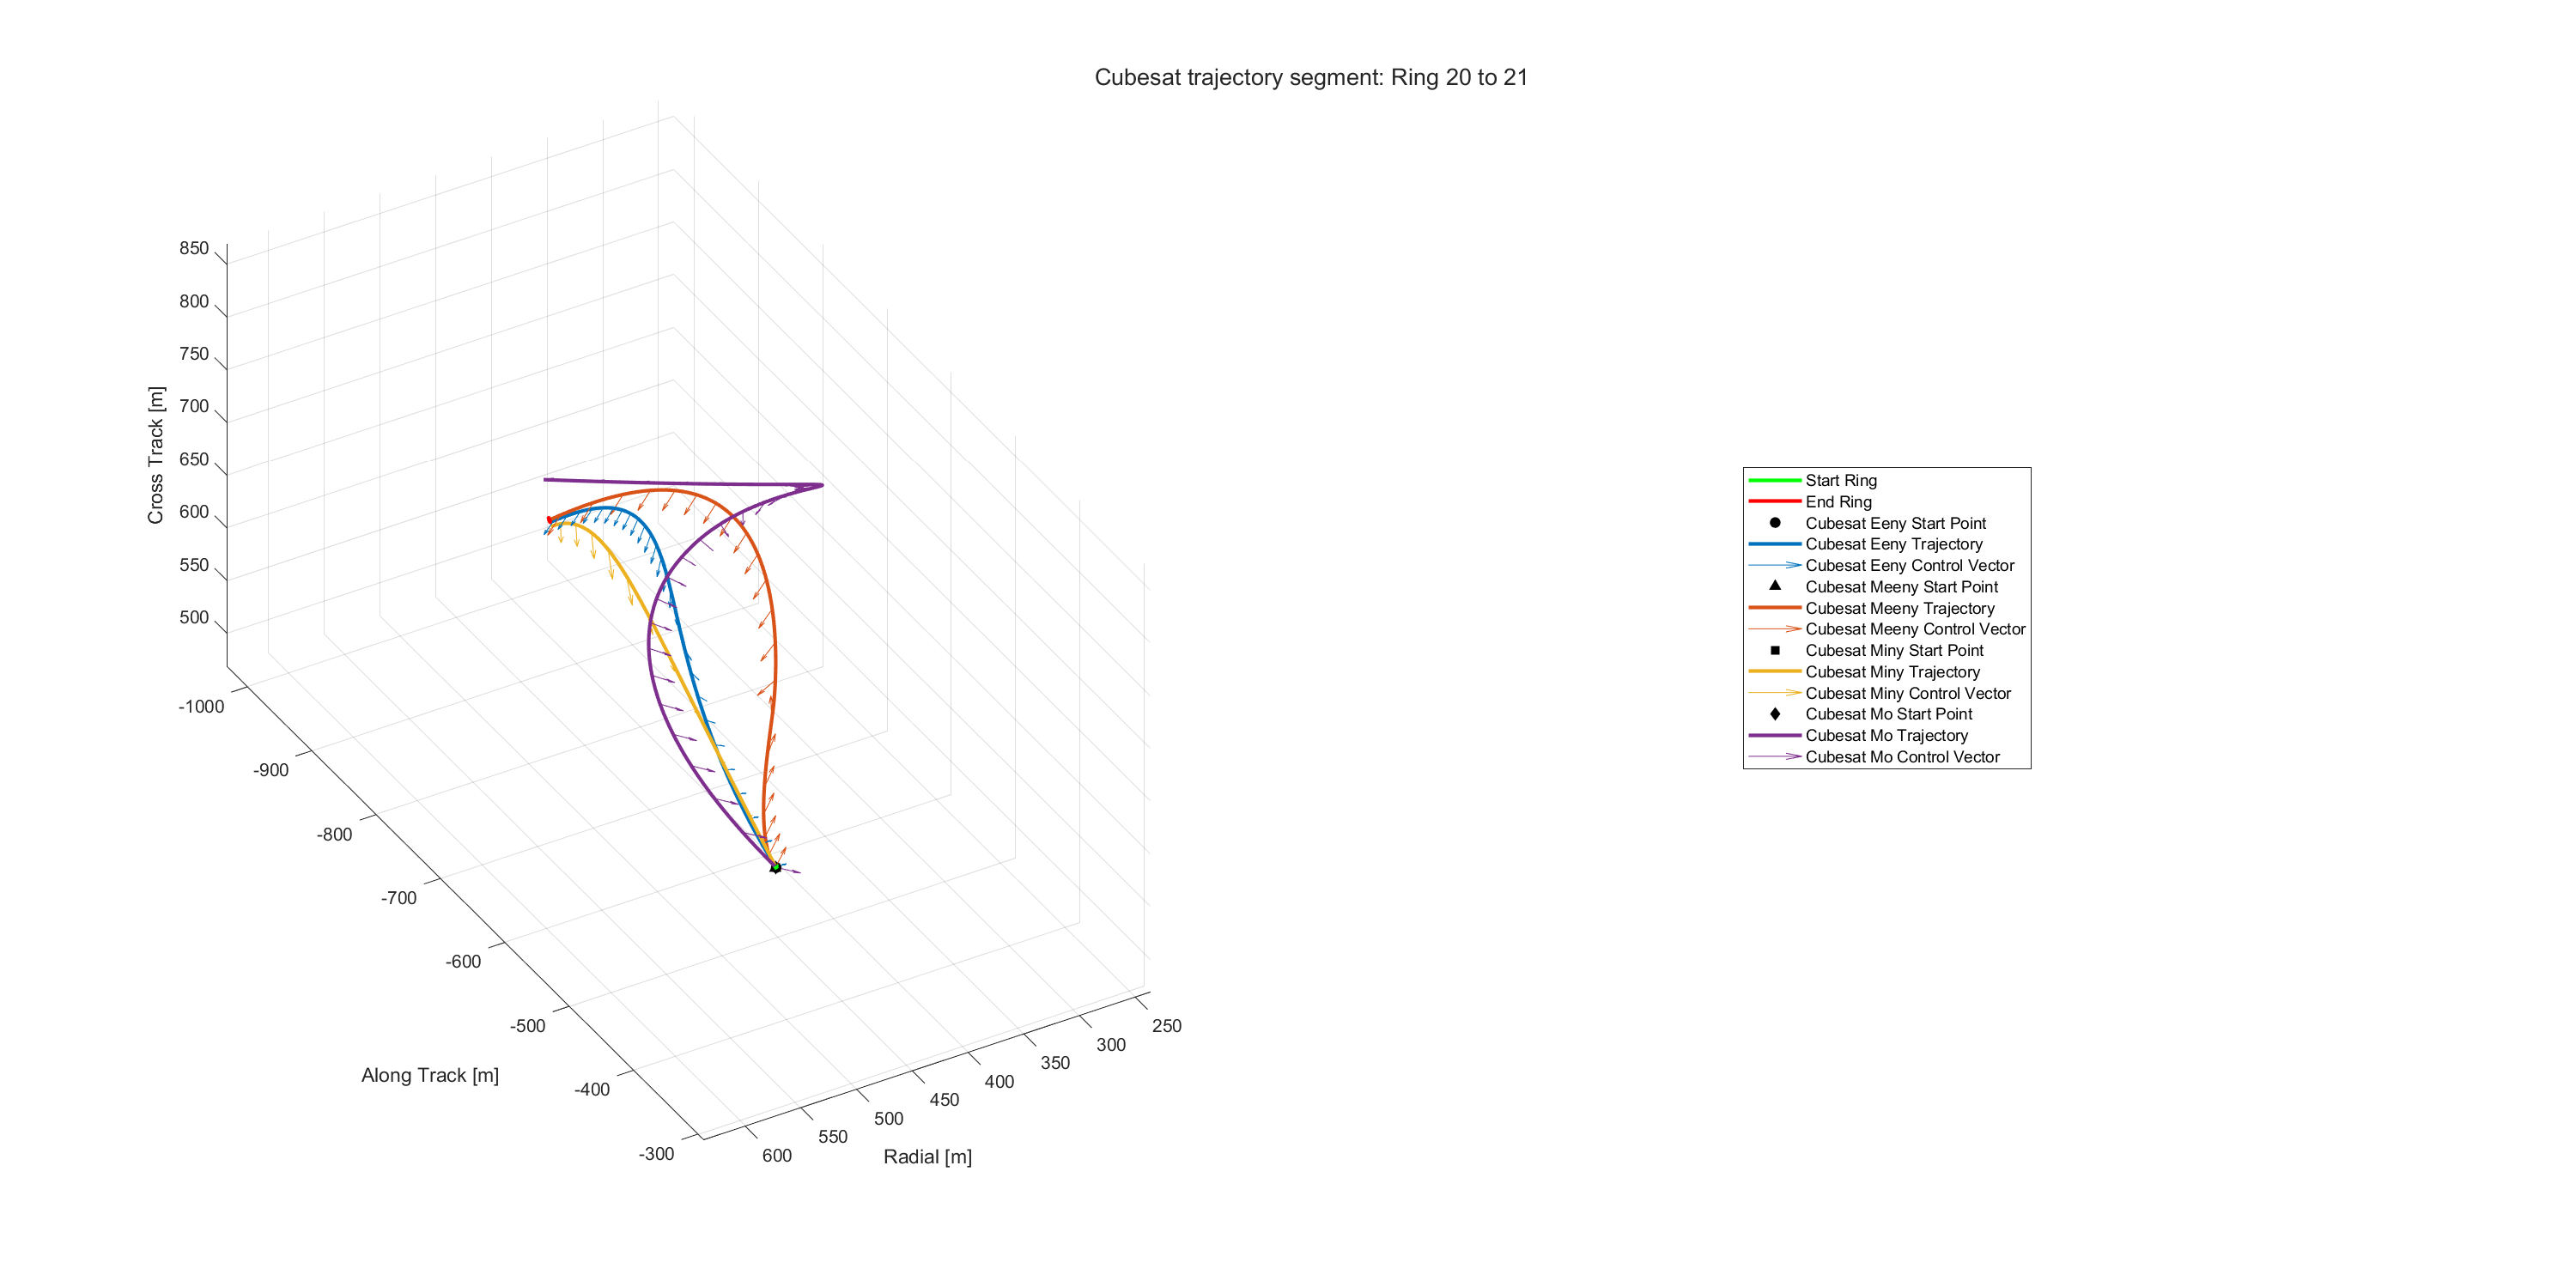 Cubesat trajectory segment: Ring 20 to 21
850
800
750
700
650
600
550
500
Cross Track [m]
-1000
-900
-800
-700
-600
-500
-400
-300
Along Track [m]
600
550
500
450
400
350
300
250
Radial [m]
Start Ring
End Ring
Cubesat Eeny Start Point
Cubesat Eeny Trajectory
Cubesat Eeny Control Vector
Cubesat Meeny Start Point
Cubesat Meeny Trajectory
Cubesat Meeny Control Vector
Cubesat Miny Start Point
Cubesat Miny Trajectory
Cubesat Miny Control Vector
Cubesat Mo Start Point
Cubesat Mo Trajectory
Cubesat Mo Control Vector